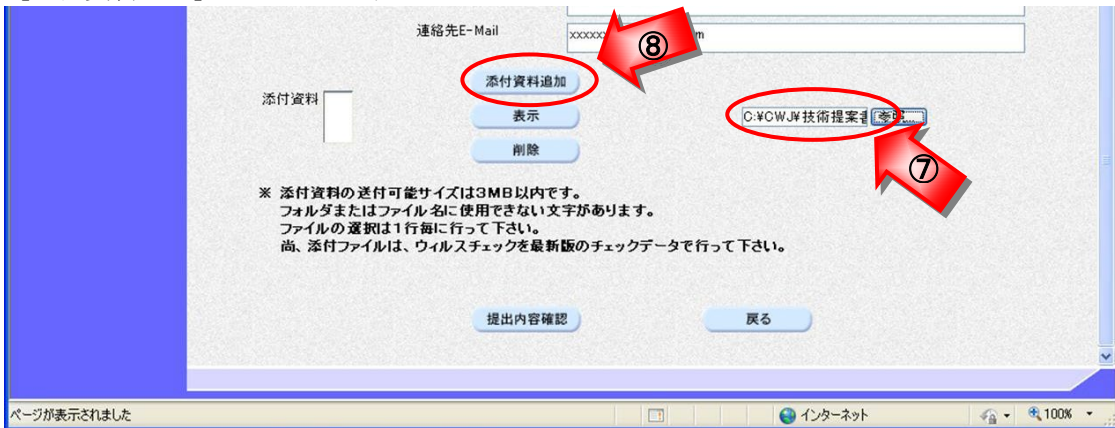 連絡先E-Mail
xxxxxx
m
⑧
添付資料追加
添付資料
表示
C:¥CWJ¥技術提案書
参照...
削除
⑦
※ 添付資料の送付可能サイズは3MB以内です。
フォルダまたはファイル名に使用できない文字があります。
ファイルの選択は1行毎に行って下さい。
尚、添付ファイルは、ウィルスチェックを最新版のチェックデータで行って下さい。
提出内容確認
戻る
ページが表示されました
インターネット
100%